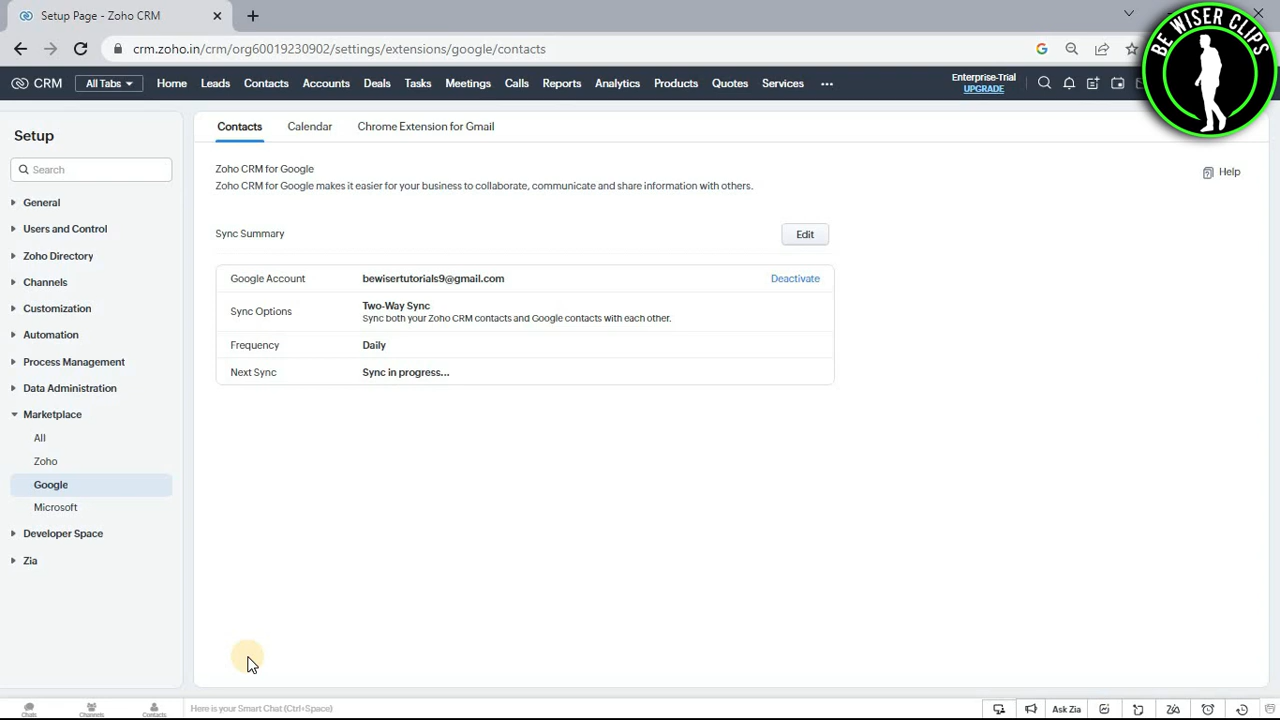 Setup Page - Zoho CRM
crm.zoho.in/crm/org60019230902/settings/extensions/google/contacts
BE WISER CLIPS
CRM
All Tabs
Home
Leads
Contacts
Accounts
Deals
Tasks
Meetings
Calls
Reports
Analytics
Products
Quotes
Services
Enterprise-Trial
UPGRADE
Setup
Search
General
Users and Control
Zoho Directory
Channels
Customization
Automation
Process Management
Data Administration
Marketplace
All
Zoho
Google
Microsoft
Developer Space
Zia
Contacts
Calendar
Chrome Extension for Gmail
Zoho CRM for Google
Zoho CRM for Google makes it easier for your business to collaborate, communicate and share information with others.
Help
Sync Summary
Edit
Google Account
bewisertutorials9@gmail.com
Deactivate
Sync Options
Two-Way Sync
Sync both your Zoho CRM contacts and Google contacts with each other.
Frequency
Daily
Next Sync
Sync in progress...
Chats
Channels
Contacts
Here is your Smart Chat (Ctrl+Space)
Ask Zia